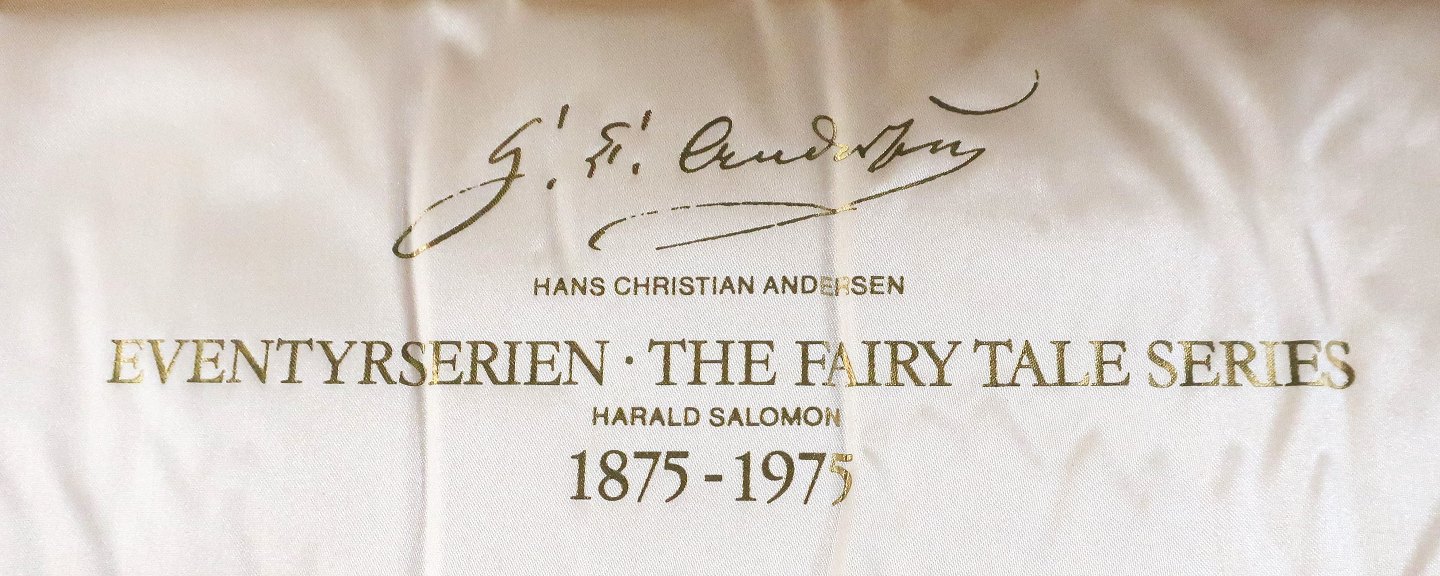 H. C. Andersen
HANS CHRISTIAN ANDERSEN
EVENTYRSERIEN · THE FAIRY TALE SERIES
HARALD SALOMON
1875 - 1975